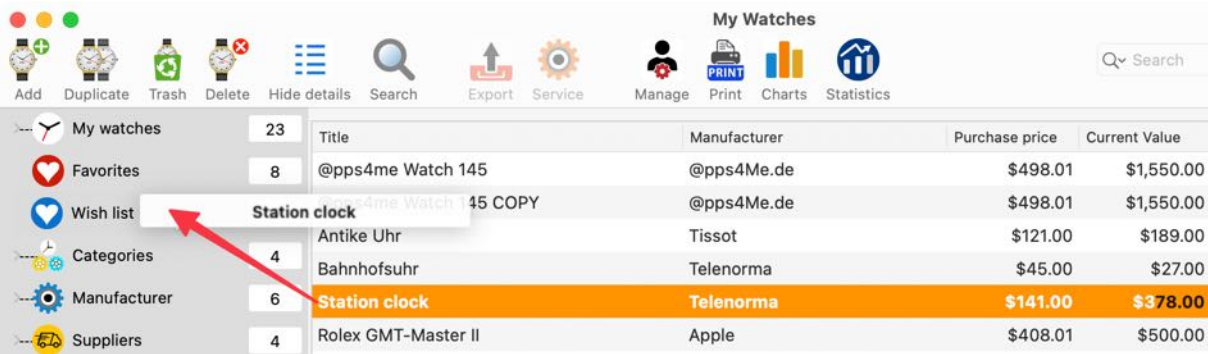 My Watches
PRINT
Add Duplicate Trash Delete Hide details Search Export Service Manage Print Charts Statistics Search
My watches 23
Favorites 8
Wish list
Categories 4
Manufacturer 6
Suppliers 4
Title Manufacturer Purchase price Current Value
@pps4me Watch 145 @pps4Me.de $498.01 $1,550.00
@pps4me Watch 145 COPY @pps4Me.de $498.01 $1,550.00
Station clock
Antike Uhr Tissot $121.00 $189.00
Bahnhofsuhr Telenorma $45.00 $27.00
Station clock Telenorma $141.00 $378.00
Rolex GMT-Master II Apple $408.01 $500.00